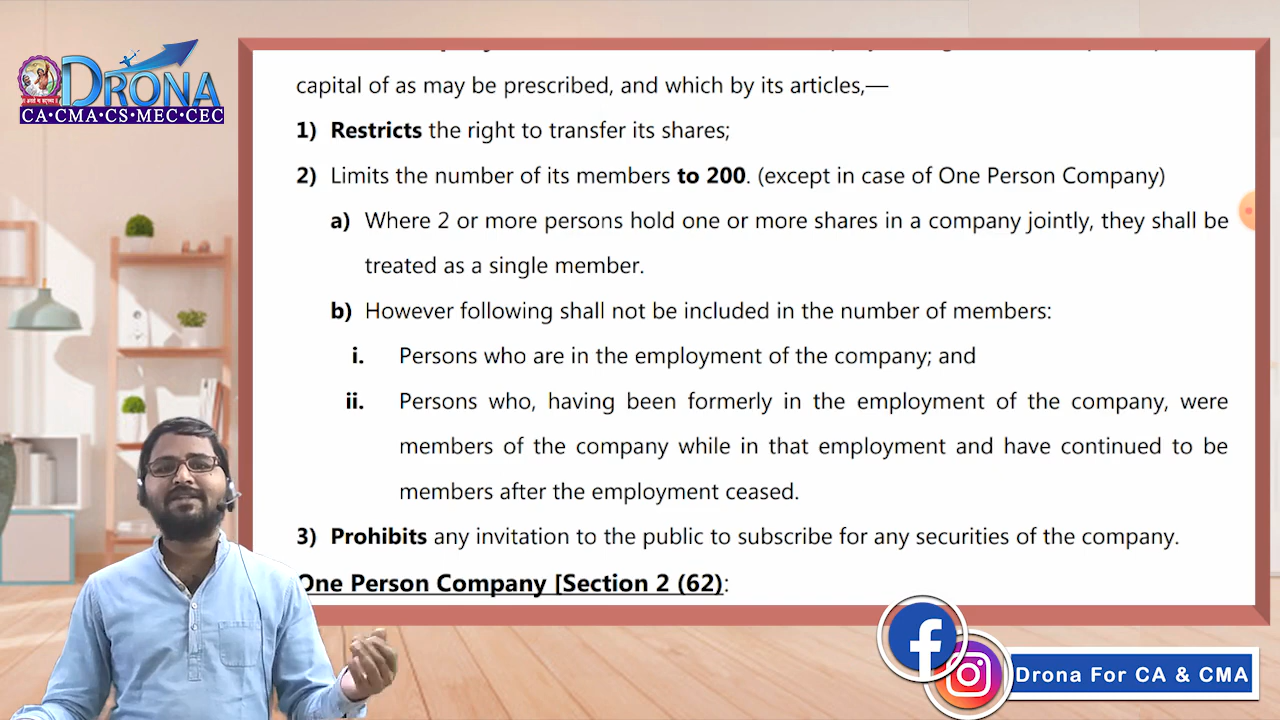 DRONA
CA•CMA•CS•MEC•CEC
capital of as may be prescribed, and which by its articles,—
1) Restricts the right to transfer its shares;
2) Limits the number of its members to 200. (except in case of One Person Company)
a) Where 2 or more persons hold one or more shares in a company jointly, they shall be
treated as a single member.
b) However following shall not be included in the number of members:
i. Persons who are in the employment of the company; and
ii. Persons who, having been formerly in the employment of the company, were
members of the company while in that employment and have continued to be
members after the employment ceased.
3) Prohibits any invitation to the public to subscribe for any securities of the company.
One Person Company [Section 2 (62):
Drona For CA & CMA